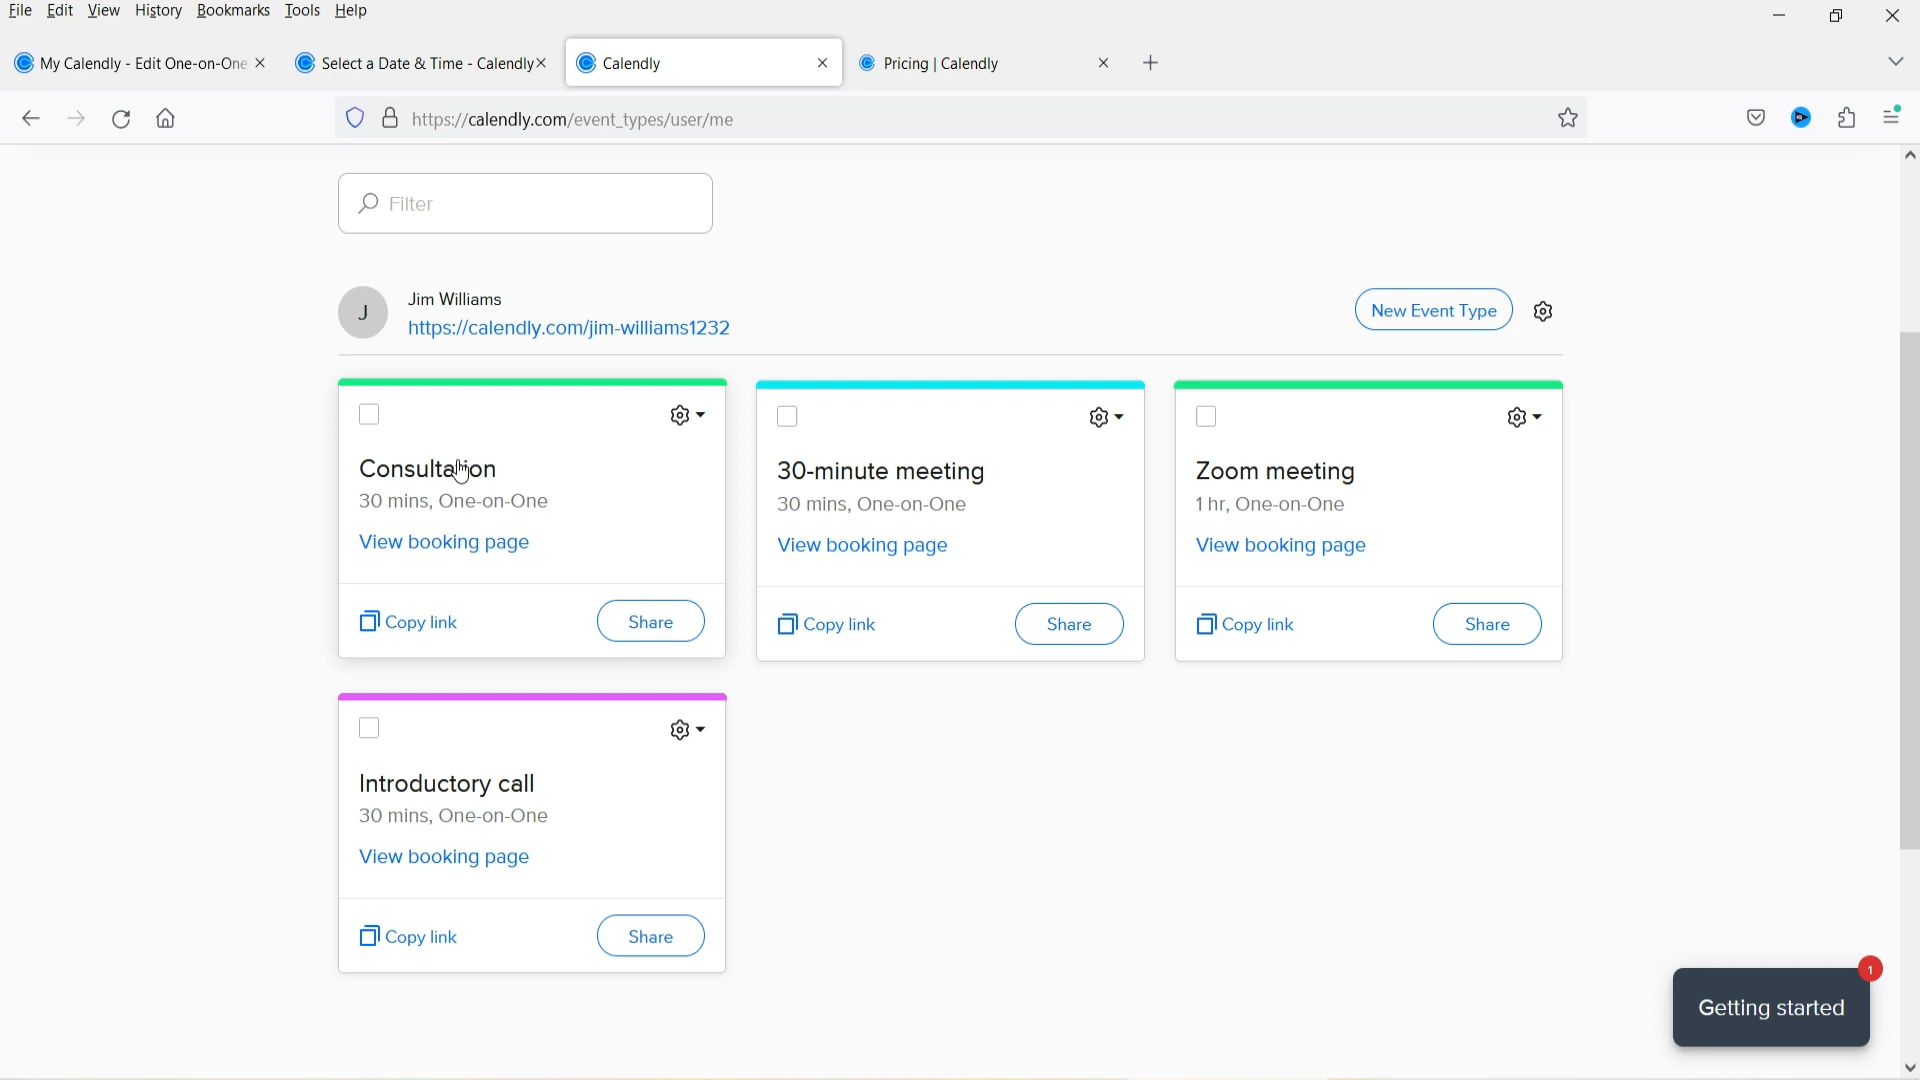 File Edit View History Bookmarks Tools Help
My Calendly - Edit One-on-One
Select a Date & Time - Calendly
Calendly
Pricing | Calendly
https://calendly.com/event_types/user/me
Filter
J
Jim Williams
https://calendly.com/jim-williams1232
New Event Type
Consultation
30 mins, One-on-One
View booking page
Copy link
Share
30-minute meeting
30 mins, One-on-One
View booking page
Copy link
Share
Zoom meeting
1 hr, One-on-One
View booking page
Copy link
Share
Introductory call
30 mins, One-on-One
View booking page
Copy link
Share
1
Getting started